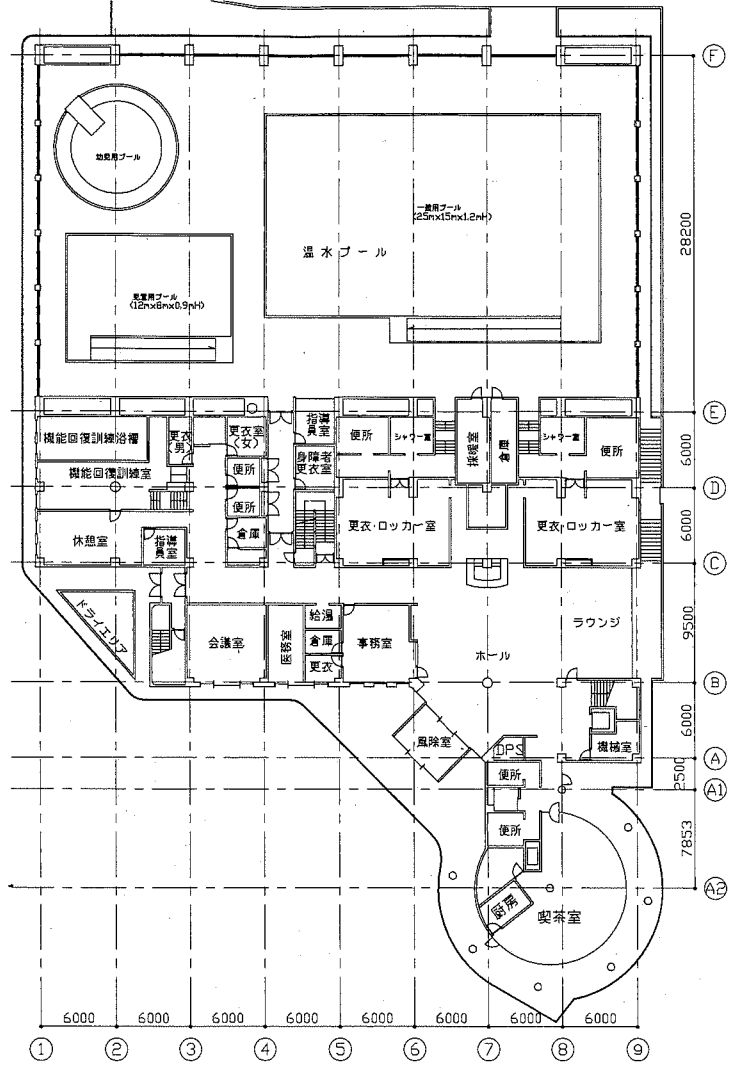 F
幼児用プール
一般用プール
(25mx15mx1.2mH)
28200
温水プール
児童用プール
(12mx8mx0.9mH)
E
機能回復訓練浴槽
更衣
(男)
更衣室
(女)
指導
員室
便所
シャワー室
採暖室
倉庫
シャワー室
便所
6000
機能回復訓練室
便所
身障者
更衣室
D
便所
休憩室
指導
員室
倉庫
更衣・ロッカー室
更衣・ロッカー室
6000
C
ドライエリア
会議室
医務室
給湯
倉庫
更衣
事務室
ホール
ラウンジ
9500
B
風除室
DPS
機械室
6000
A
便所
2500
A1
便所
7853
A2
厨房
喫茶室
6000
6000
6000
6000
6000
6000
6000
6000
1
2
3
4
5
6
7
8
9